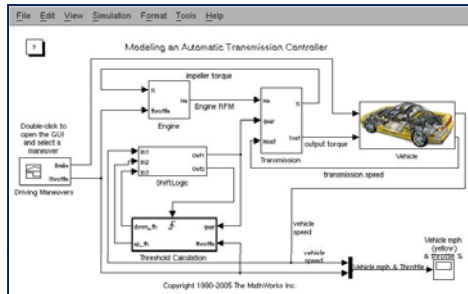 File Edit View Simulation Format Tools Help
?
Modeling an Automatic Transmission Controller
impeller torque
Ti
throttle
Ne
Engine RPM
Engine
Ne
gear
Nout
Ti
Tout
Transmission
output torque
Vehicle
transmission speed
Double-click to
open the GUI
and select a
maneuver
Brake
throttle
Driving Maneuvers
In1
In2
In3
Out1
Out2
ShiftLogic
down_th
up_th
gear
throttle
Threshold Calculation
vehicle
speed
vehicle
speed
Vehicle mph & Throttle
Vehicle mph
(yellow)
& throttle %
Copyright 1990-2005 The MathWorks Inc.